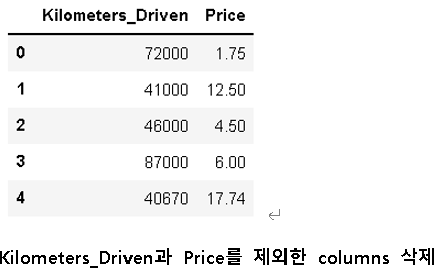 Kilometers_Driven Price
0 72000 1.75
1 41000 12.50
2 46000 4.50
3 87000 6.00
4 40670 17.74
Kilometers_Driven과 Price를 제외한 columns 삭제